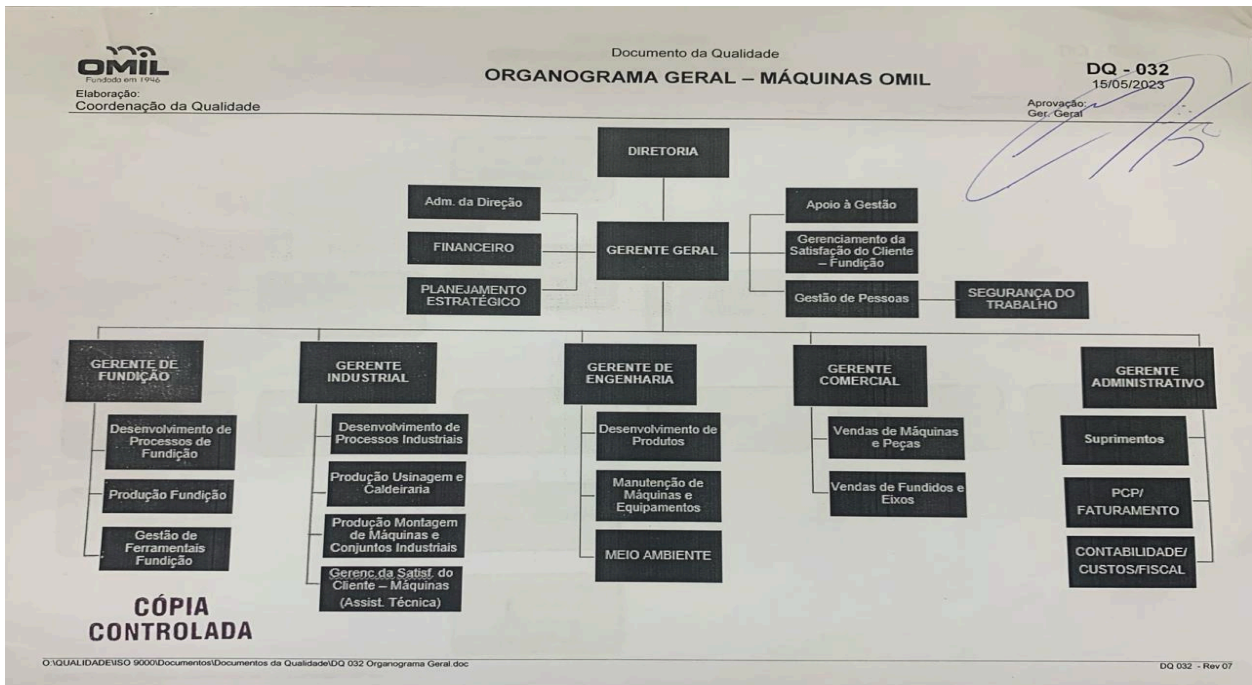 OMIL
Fundada em 1946
Elaboração:
Coordenação da Qualidade
Documento da Qualidade
ORGANOGRAMA GERAL – MÁQUINAS OMIL
DQ - 032
15/05/2023
Aprovação:
Ger. Geral
DIRETORIA
Adm. da Direção
FINANCEIRO
PLANEJAMENTO
ESTRATÉGICO
GERENTE GERAL
Apoio à Gestão
Gerenciamento da
Satisfação do Cliente
– Fundição
Gestão de Pessoas
SEGURANÇA DO
TRABALHO
GERENTE DE
FUNDIÇÃO
Desenvolvimento de
Processos de
Fundição
Produção Fundição
Gestão de
Ferramentais
Fundição
GERENTE
INDUSTRIAL
Desenvolvimento de
Processos Industriais
Produção Usinagem e
Caldeiraria
Produção Montagem
de Máquinas e
Conjuntos Industriais
Gerenc.da Satisf. do
Cliente – Máquinas
(Assist. Técnica)
GERENTE DE
ENGENHARIA
Desenvolvimento de
Produtos
Manutenção de
Máquinas e
Equipamentos
MEIO AMBIENTE
GERENTE
COMERCIAL
Vendas de Máquinas
e Peças
Vendas de Fundidos e
Eixos
GERENTE
ADMINISTRATIVO
Suprimentos
PCP/
FATURAMENTO
CONTABILIDADE/
CUSTOS/FISCAL
CÓPIA
CONTROLADA
O:\QUALIDADE\ISO 9000\Documentos\Documentos da Qualidade\DQ 032 Organograma Geral.doc
DQ 032 - Rev 07